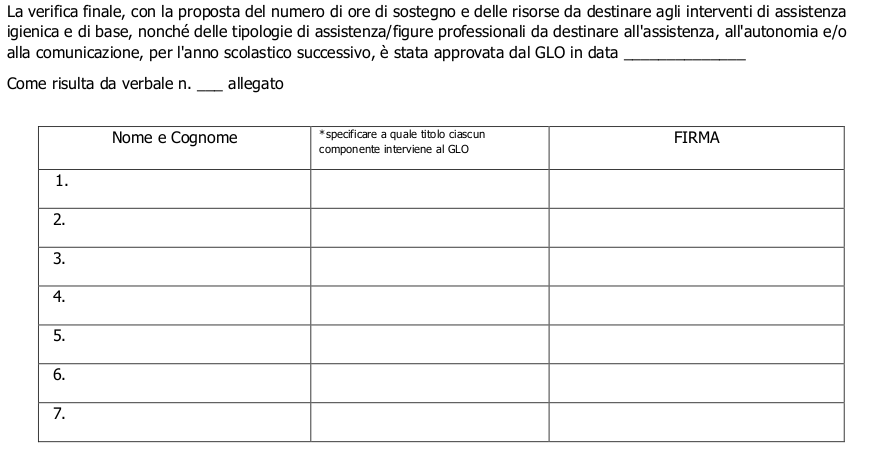 La verifica finale, con la proposta del numero di ore di sostegno e delle risorse da destinare agli interventi di assistenza
igienica e di base, nonché delle tipologie di assistenza/figure professionali da destinare all'assistenza, all'autonomia e/o
alla comunicazione, per l'anno scolastico successivo, è stata approvata dal GLO in data _______________
Come risulta da verbale n. ___ allegato
Nome e Cognome
*specificare a quale titolo ciascun
componente interviene al GLO
FIRMA
1.
2.
3.
4.
5.
6.
7.